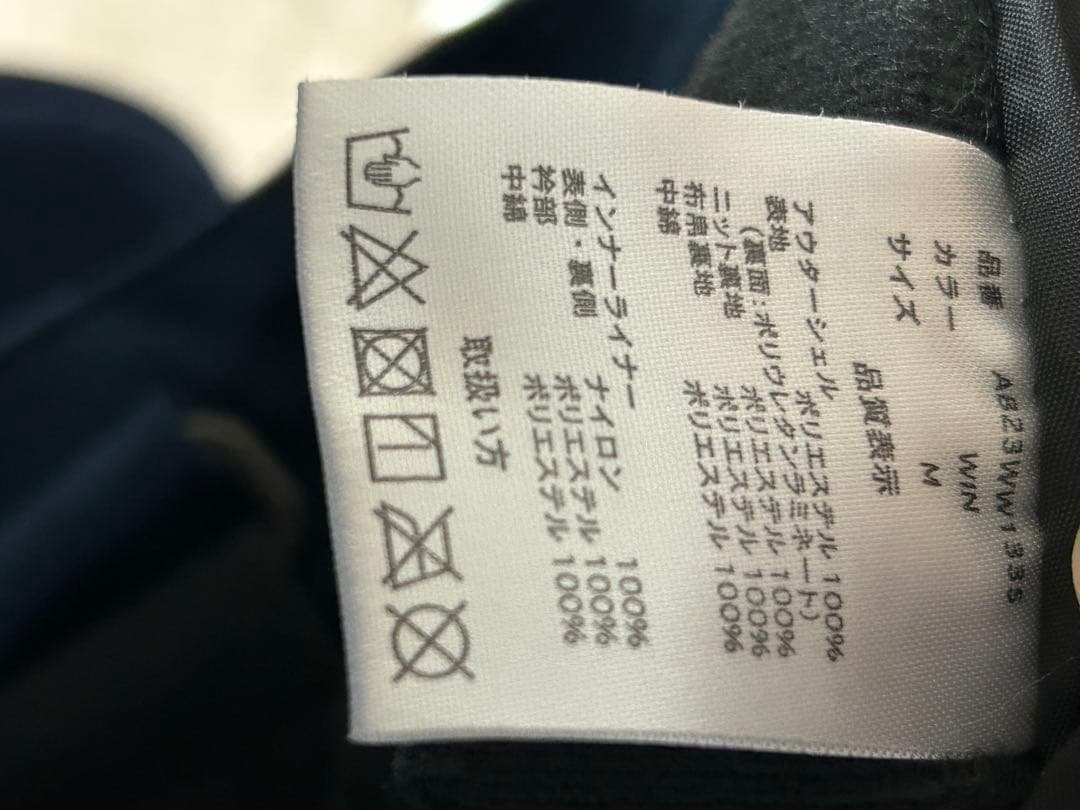 品番 AE23WW133S
カラー WIN
サイズ M
品質表示
アウターシェル
表地 ポリエステル 100%
(裏面:ポリウレタンラミネート)
ニット裏地 ポリエステル 100%
布帛裏地 ポリエステル 100%
中綿 ポリエステル 100%
インナーライナー
表側・裏側 ナイロン 100%
衿部 ポリエステル 100%
中綿 ポリエステル 100%
取扱い方